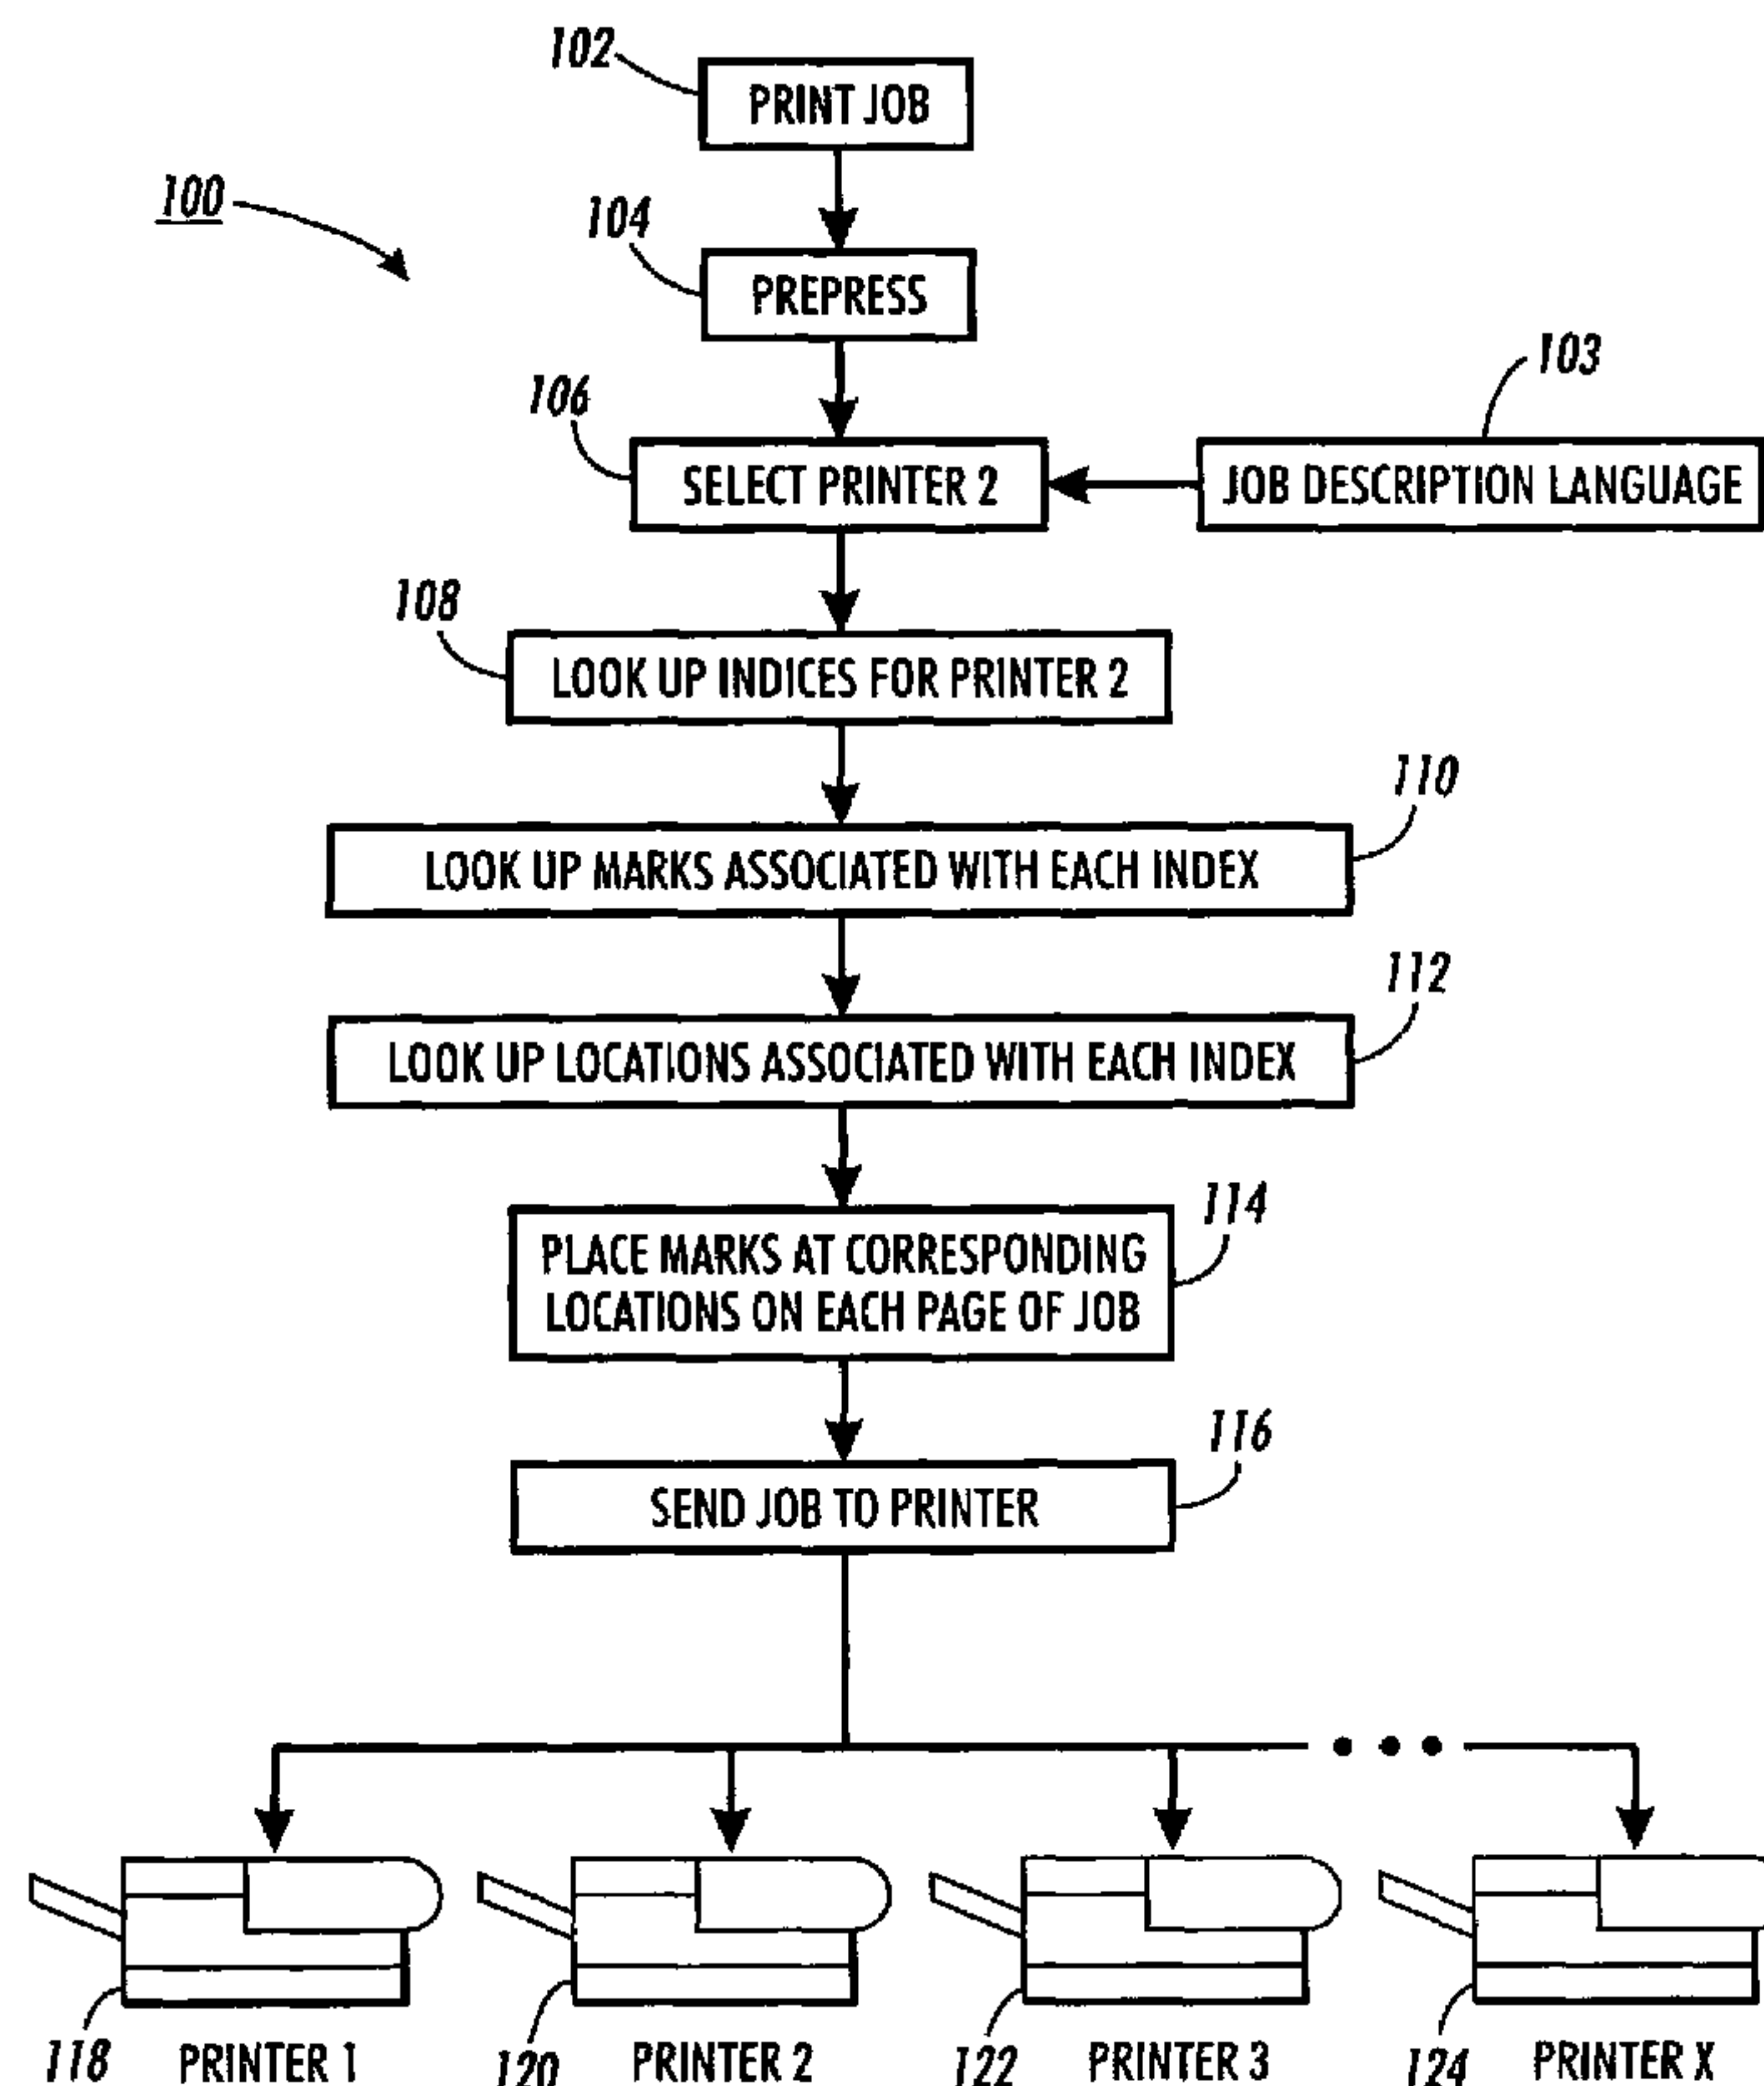 102
PRINT JOB
100
104
PREPRESS
103
106
SELECT PRINTER 2
JOB DESCRIPTION LANGUAGE
108
LOOK UP INDICES FOR PRINTER 2
110
LOOK UP MARKS ASSOCIATED WITH EACH INDEX
112
LOOK UP LOCATIONS ASSOCIATED WITH EACH INDEX
114
PLACE MARKS AT CORRESPONDING
LOCATIONS ON EACH PAGE OF JOB
116
SEND JOB TO PRINTER
118
PRINTER 1
120
PRINTER 2
122
PRINTER 3
124
PRINTER X